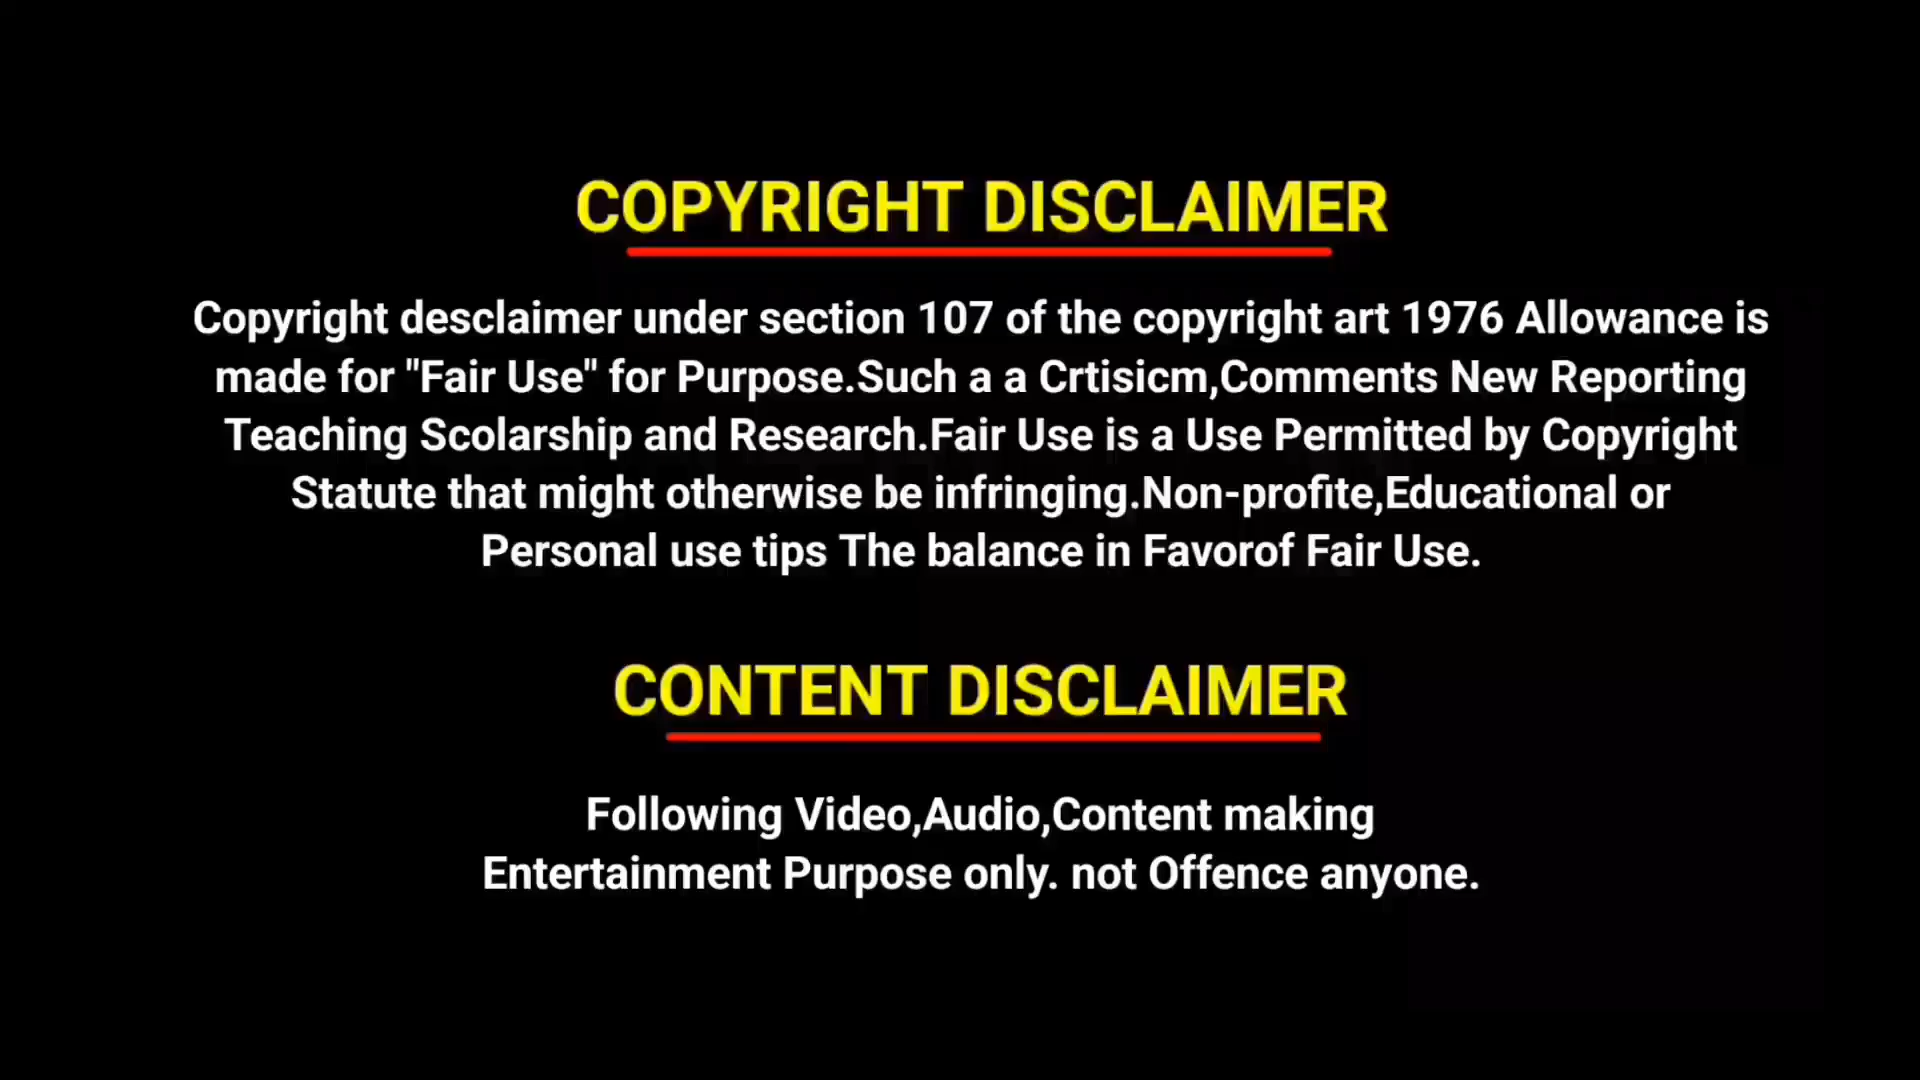 COPYRIGHT DISCLAIMER
Copyright desclaimer under section 107 of the copyright art 1976 Allowance is
made for "Fair Use" for Purpose.Such a a Crtisicm,Comments New Reporting
Teaching Scolarship and Research.Fair Use is a Use Permitted by Copyright
Statute that might otherwise be infringing.Non-profite,Educational or
Personal use tips The balance in Favorof Fair Use.
CONTENT DISCLAIMER
Following Video,Audio,Content making
Entertainment Purpose only. not Offence anyone.